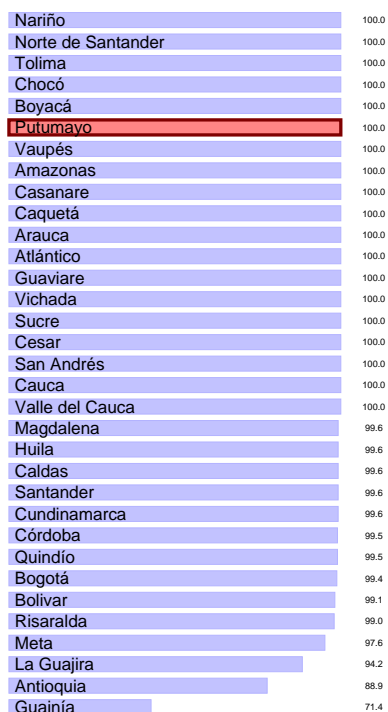 Nariño 100.0
Norte de Santander 100.0
Tolima 100.0
Chocó 100.0
Boyacá 100.0
Putumayo 100.0
Vaupés 100.0
Amazonas 100.0
Casanare 100.0
Caquetá 100.0
Arauca 100.0
Atlántico 100.0
Guaviare 100.0
Vichada 100.0
Sucre 100.0
Cesar 100.0
San Andrés 100.0
Cauca 100.0
Valle del Cauca 100.0
Magdalena 99.6
Huila 99.6
Caldas 99.6
Santander 99.6
Cundinamarca 99.6
Córdoba 99.5
Quindío 99.5
Bogotá 99.4
Bolivar 99.1
Risaralda 99.0
Meta 97.6
La Guajira 94.2
Antioquia 88.9
Guainía 71.4